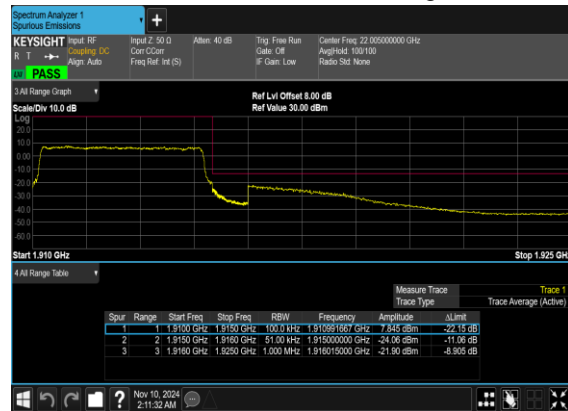 Spectrum Analyzer 1
Spurious Emissions
KEYSIGHT Input: RF Input Z: 50 Ω Atten: 40 dB Trig: Free Run Center Freq: 22.005000000 GHz
R T Coupling: DC Corr CCorr Gate: Off Avg|Hold: 100/100
Align: Auto Freq Ref: Int (S) IF Gain: Low Radio Std: None
LXI PASS
3 All Range Graph
Ref Lvl Offset 8.00 dB
Scale/Div 10.0 dB Ref Value 30.00 dBm
Log
20.0
10.0
0.00
-10.0
-20.0
-30.0
-40.0
-50.0
-60.0
Start 1.910 GHz Stop 1.925 GH
4 All Range Table
Measure Trace Trace 1
Trace Type Trace Average (Active)
Spur Range Start Freq Stop Freq RBW Frequency Amplitude ΔLimit
1 1 1.9100 GHz 1.9150 GHz 100.0 kHz 1.910991667 GHz 7.845 dBm -22.15 dB
2 2 1.9150 GHz 1.9160 GHz 51.00 kHz 1.915000000 GHz -24.06 dBm -11.06 dB
3 3 1.9160 GHz 1.9250 GHz 1.000 MHz 1.916015000 GHz -21.90 dBm -8.905 dB
Nov 10, 2024
2:11:32 AM